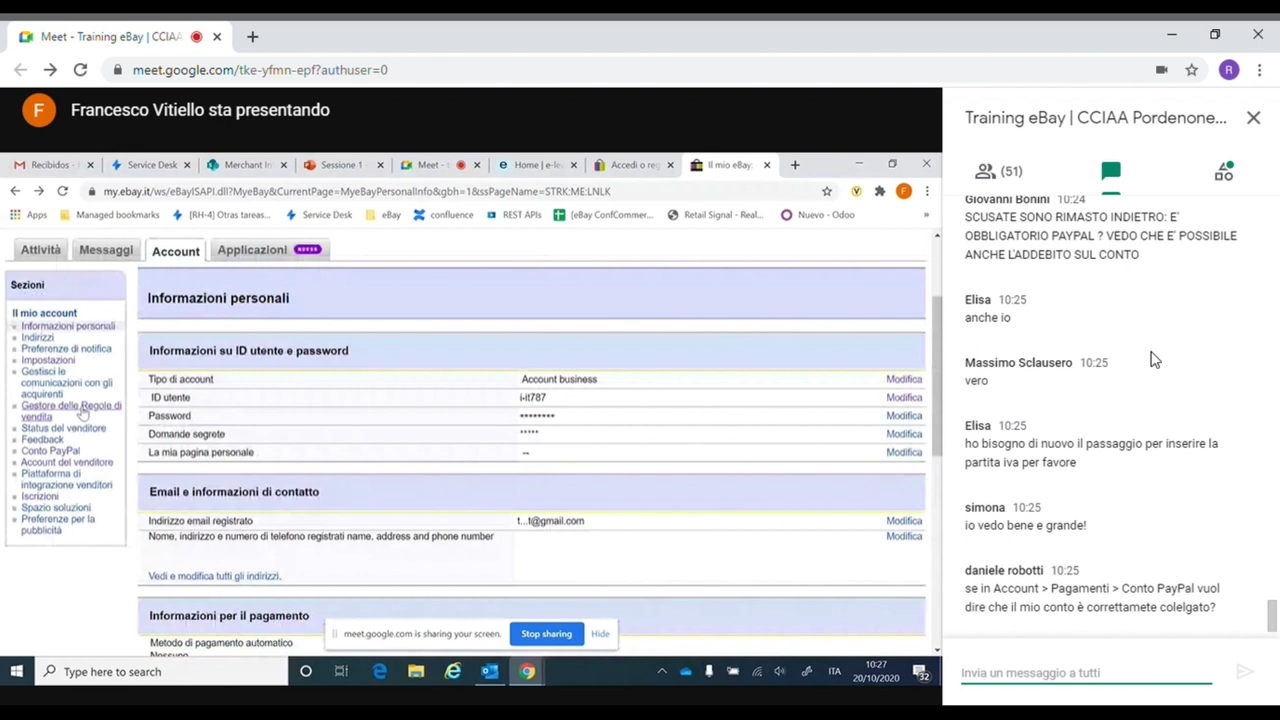 Meet - Training eBay | CCIAA
meet.google.com/tke-yfmn-epf?authuser=0
R
F
Francesco Vitiello sta presentando
Recibidos -
Service Desk
Merchant In
Sessione 1 -
Meet - t
Home | e-le
Accedi o reg
Il mio eBay:
my.ebay.it/ws/eBayISAPI.dll?MyeBay&CurrentPage=MyeBayPersonalInfo&gbh=1&ssPageName=STRK:ME:LNLK
F
Apps
Managed bookmarks
[RH-4] Otras tareas...
Service Desk
eBay
confluence
REST APIs
[eBay ConfCommer...
Retail Signal - Real...
Nuevo - Odoo
»
Attività
Messaggi
Account
Applicazioni
Sezioni
Il mio account
Informazioni personali
Indirizzi
Preferenze di notifica
Impostazioni
Gestisci le
comunicazioni con gli
acquirenti
Gestore delle Regole di
vendita
Status del venditore
Feedback
Conto PayPal
Account del venditore
Piattaforma di
integrazione venditori
Iscrizioni
Spazio soluzioni
Preferenze per la
pubblicità
Informazioni personali
Informazioni su ID utente e password
Tipo di account Account business Modifica
ID utente i-it787 Modifica
Password ******** Modifica
Domande segrete ***** Modifica
La mia pagina personale -- Modifica
Email e informazioni di contatto
Indirizzo email registrato t...t@gmail.com Modifica
Nome, indirizzo e numero di telefono registrati name, address and phone number Modifica
Vedi e modifica tutti gli indirizzi.
Informazioni per il pagamento
Metodo di pagamento automatico
Nessuno
meet.google.com is sharing your screen.
Stop sharing
Hide
Type here to search
ITA
10:27
20/10/2020
32
Training eBay | CCIAA Pordenone...
(51)
Giovanni Bonini 10:24
SCUSATE SONO RIMASTO INDIETRO: E'
OBBLIGATORIO PAYPAL ? VEDO CHE E' POSSIBILE
ANCHE L'ADDEBITO SUL CONTO
Elisa 10:25
anche io
Massimo Sclausero 10:25
vero
Elisa 10:25
ho bisogno di nuovo il passaggio per inserire la
partita iva per favore
simona 10:25
io vedo bene e grande!
daniele robotti 10:25
se in Account > Pagamenti > Conto PayPal vuol
dire che il mio conto è correttamete colelgato?
Invia un messaggio a tutti